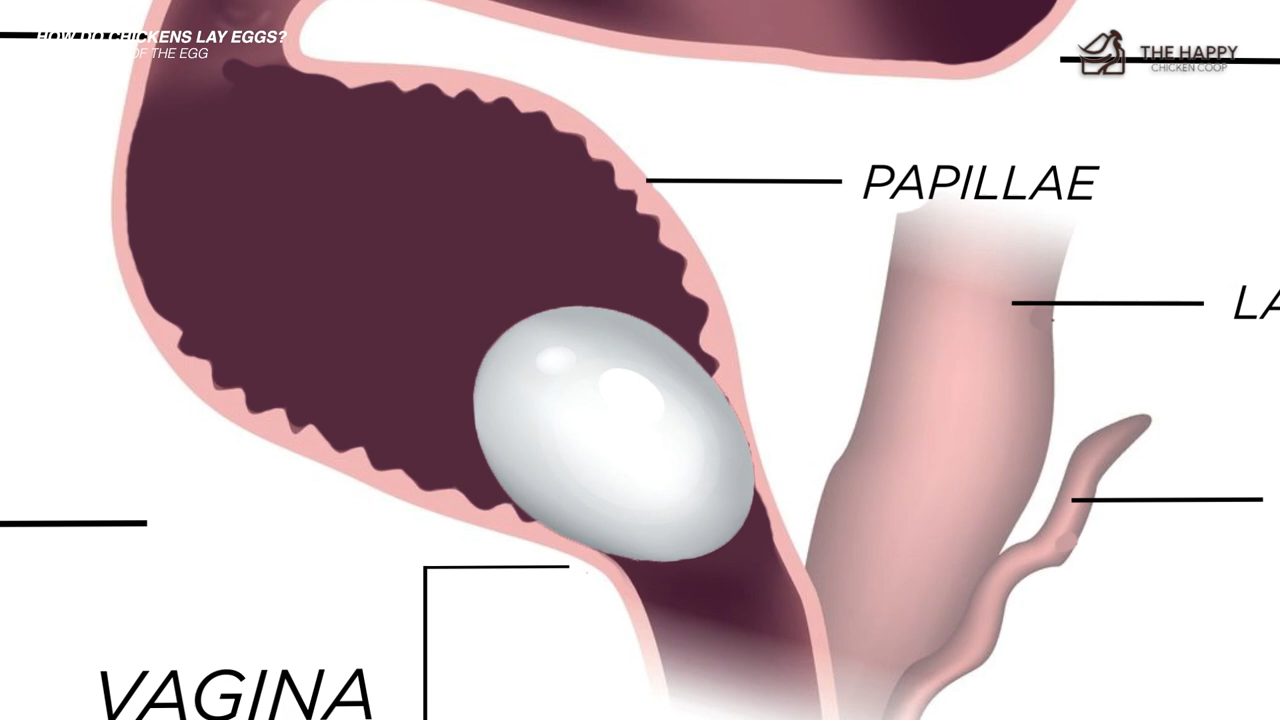 HOW DO CHICKENS LAY EGGS?
OF THE EGG
THE HAPPY
CHICKEN COOP
PAPILLAE
LA
VAGINA